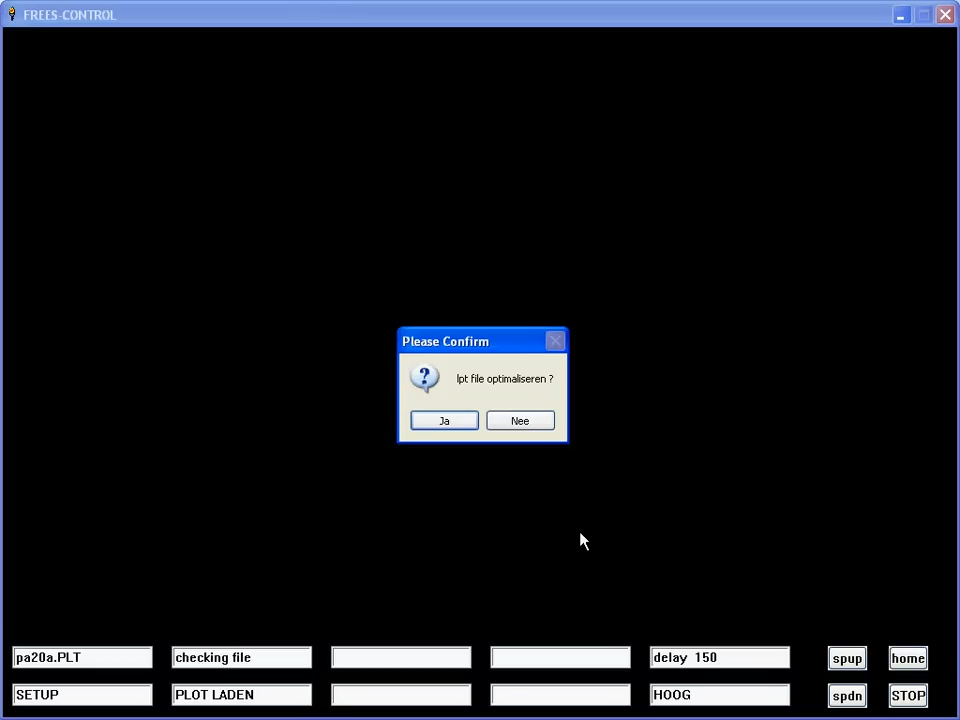 FREES-CONTROL
Please Confirm
lpt file optimaliseren ?
Ja Nee
pa20a.PLT checking file delay 150 spup home
SETUP PLOT LADEN HOOG spdn STOP